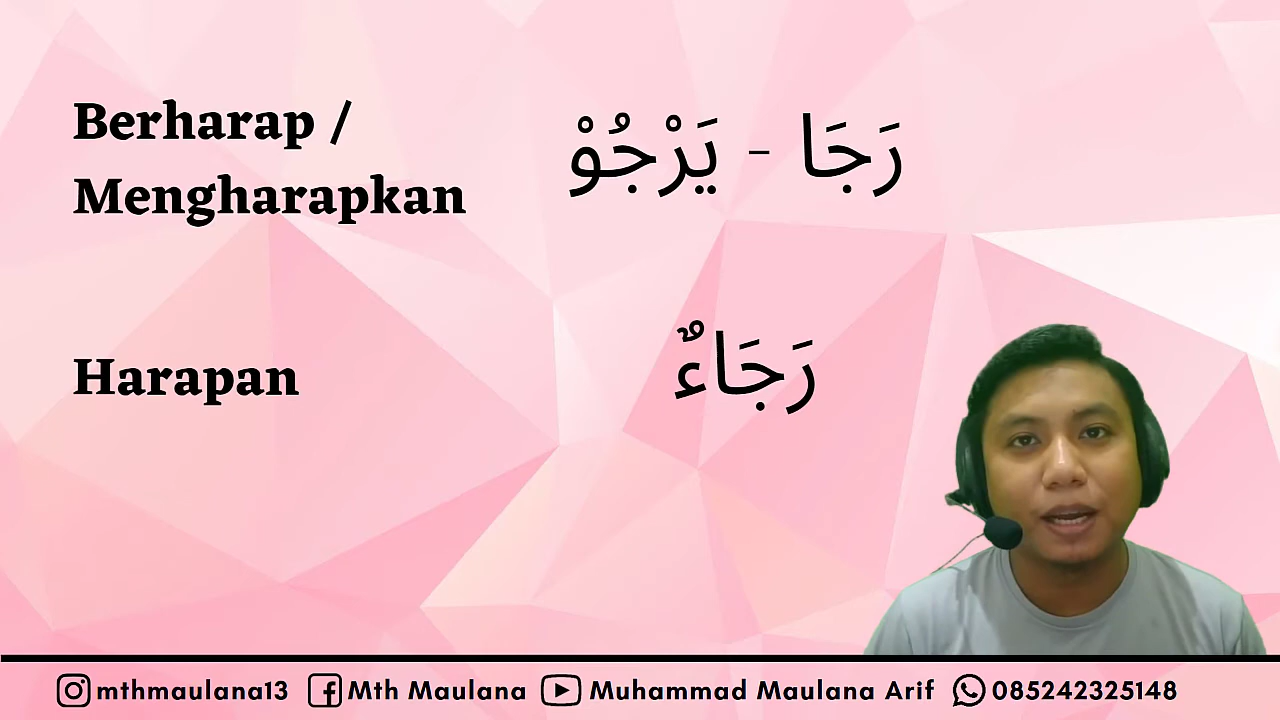 Berharap /
Mengharapkan
رَجَا - يَرْجُوْ
Harapan
رَجَاءٌ
mthmaulana13 Mth Maulana Muhammad Maulana Arif 085242325148